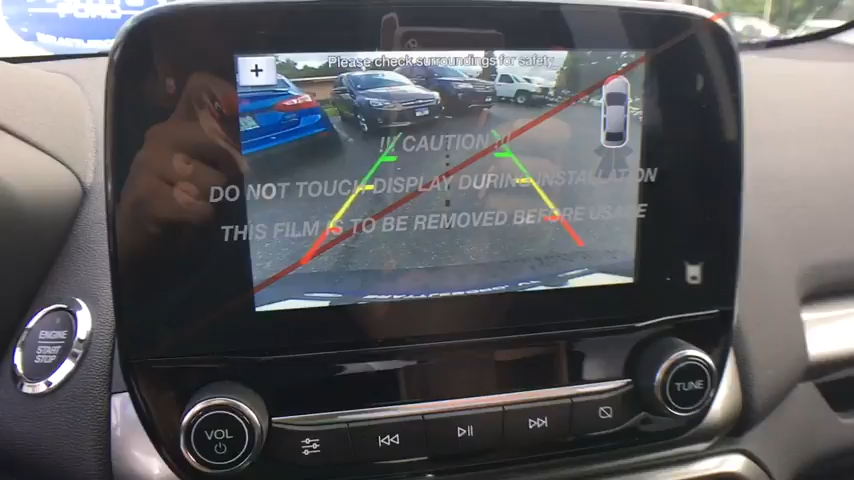 FORD
Please check surroundings for safety
+
!!! CAUTION !!!
DO NOT TOUCH DISPLAY DURING INSTALLATION
THIS FILM IS TO BE REMOVED BEFORE USAGE
ENGINE
START
STOP
VOL
TUNE